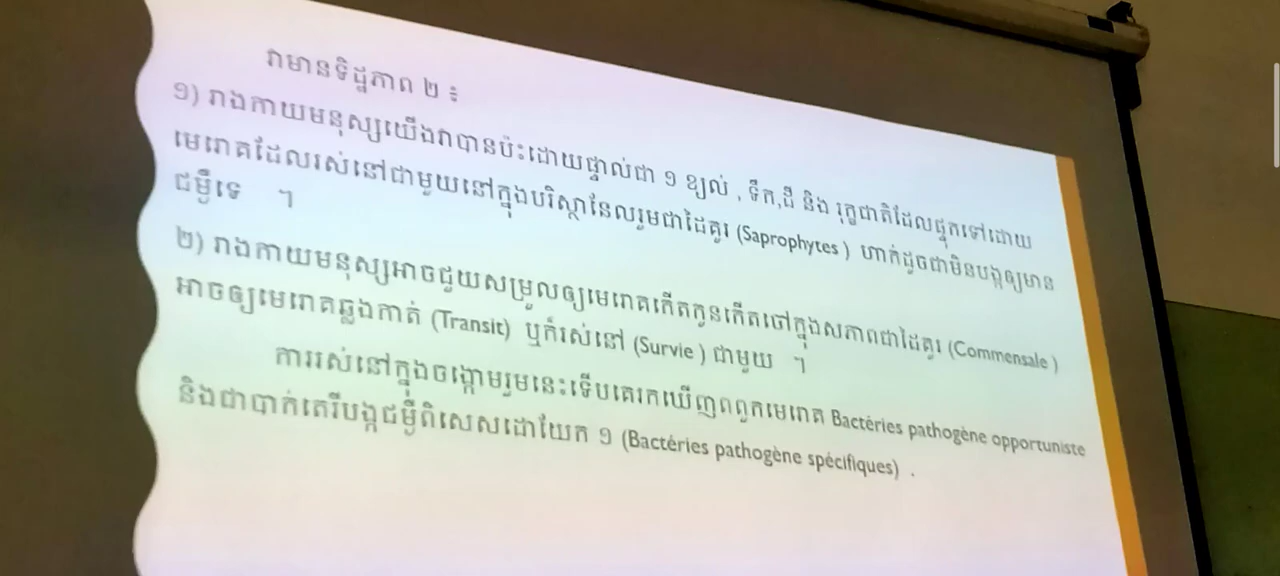 វាមានទិដ្ឋភាព ២ ៖
១) រាងកាយមនុស្សយើងវាបានប៉ះដោយផ្ទាល់ជា ១ ខ្យល់ , ទឹក,ដី និង រុក្ខជាតិដែលផ្ទុកទៅដោយ
មេរោគដែលរស់នៅជាមួយនៅក្នុងបរិស្ថានែលរួមជាដៃគូរ (Saprophytes ) ហាក់ដូចជាមិនបង្កឲ្យមាន
ជម្ងឺទេ ។
២) រាងកាយមនុស្សអាចជួយសម្រួលឲ្យមេរោគកើតកូនកើតចៅក្នុងសភាពជាដៃគូរ (Commensale )
អាចឲ្យមេរោគឆ្លងកាត់ (Transit) ឬក៏រស់នៅ (Survie ) ជាមួយ ។
ការរស់នៅក្នុងចង្កោមរួមនេះទើបគេរកឃើញពពួកមេរោគ Bactéries pathogène opportuniste
និងជាបាក់តេរីបង្កជម្ងឺពិសេសដោយែក ១ (Bactéries pathogène spécifiques) .